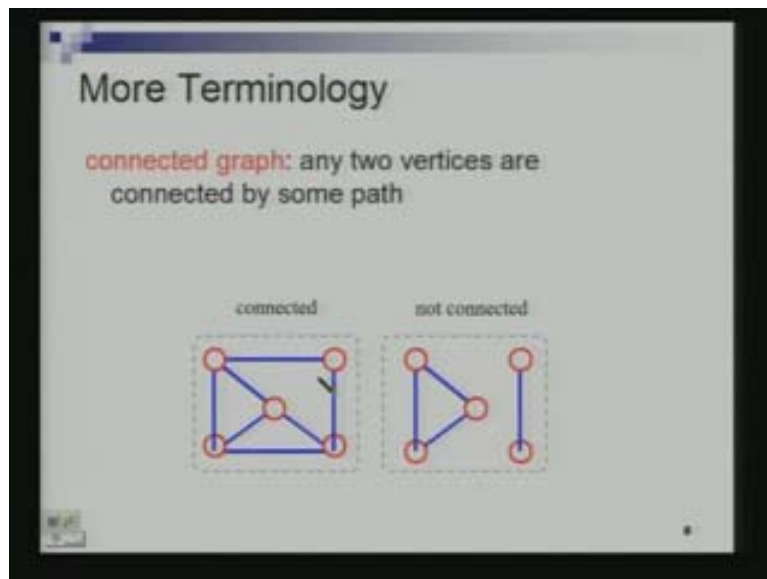 More Terminology
connected graph: any two vertices are
connected by some path
connected
not connected